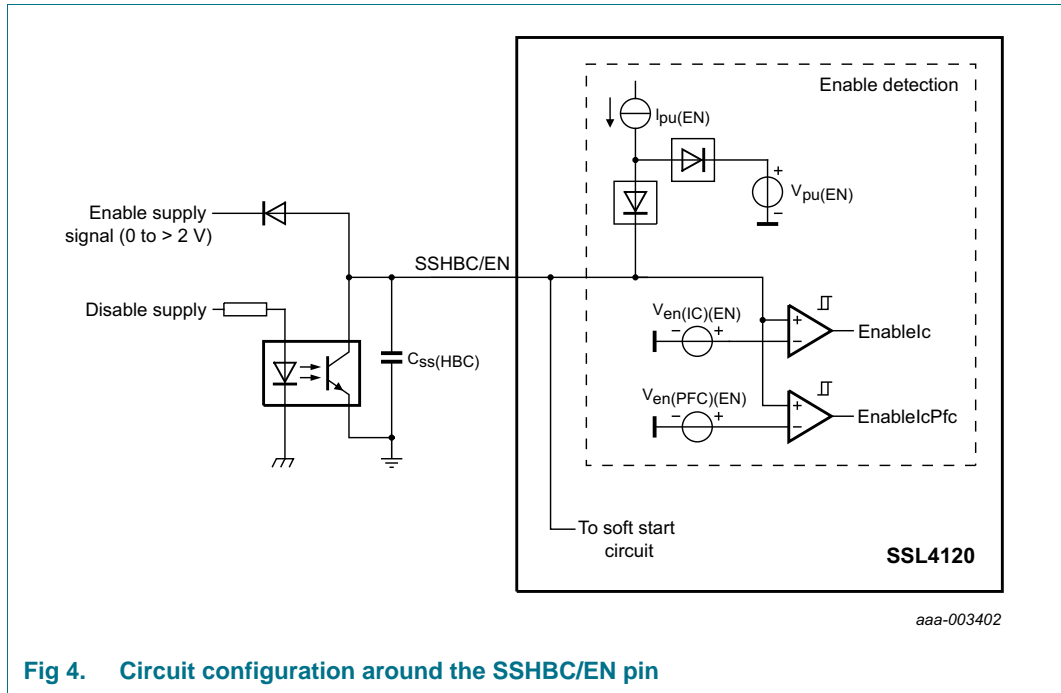 Enable detection
Ipu(EN)
Vpu(EN)
+
−
Enable supply
signal (0 to > 2 V)
SSHBC/EN
Disable supply
Css(HBC)
Ven(IC)(EN)
− +
+
−
EnableIc
Ven(PFC)(EN)
− +
+
−
EnableIcPfc
To soft start
circuit
SSL4120
aaa-003402
Fig 4. Circuit configuration around the SSHBC/EN pin